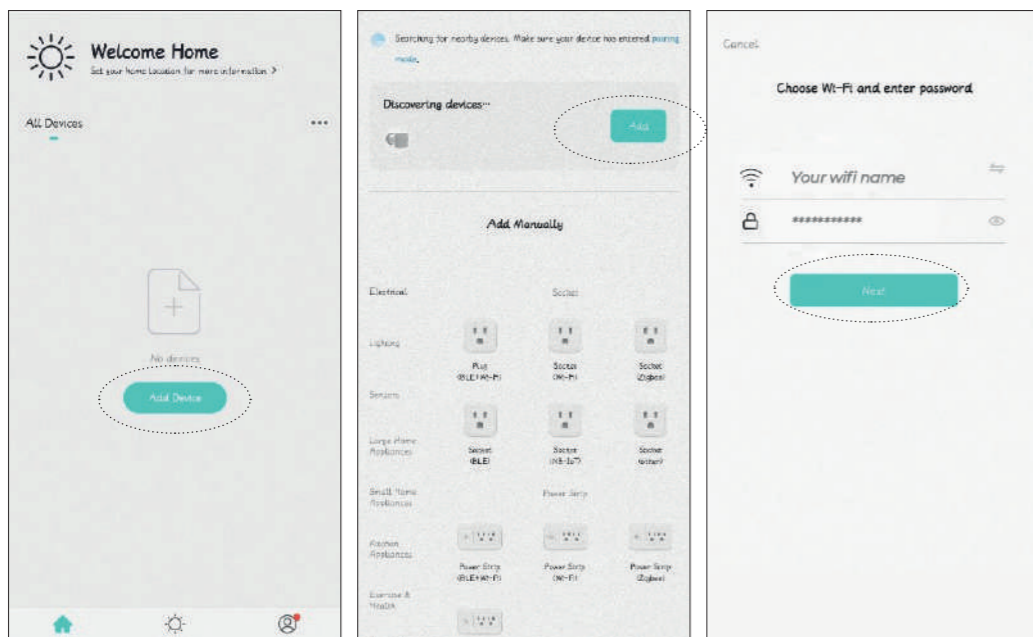 Welcome Home
Set your home location for more information >
All Devices
No devices
Add Device
Searching for nearby devices. Make sure your device has entered pairing
mode.
Discovering devices...
Add
Add Manually
Electrical
Socket
Lighting
Plug
(BLE+Wi-Fi)
Socket
(Wi-Fi)
Socket
(Zigbee)
Sensors
Large Home
Appliances
Socket
(BLE)
Socket
(NB-IoT)
Socket
(other)
Small Home
Appliances
Power Strip
Kitchen
Appliances
Power Strip
(BLE+Wi-Fi)
Power Strip
(Wi-Fi)
Power Strip
(Zigbee)
Exercise &
Health
Cancel
Choose Wi-Fi and enter password
Your wifi name
***********
Next